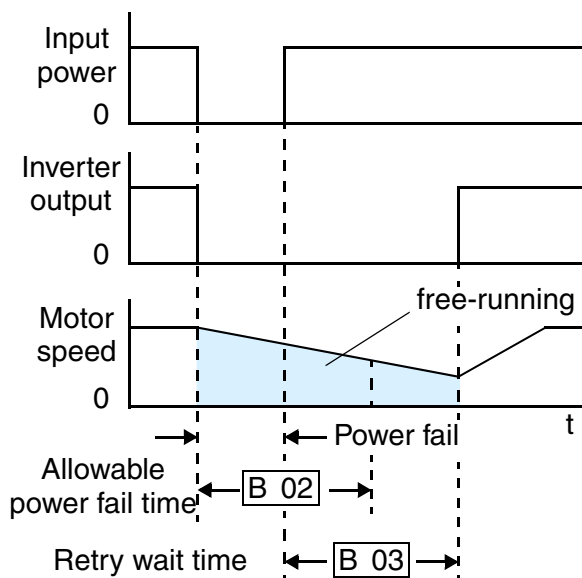 Input
power
0
Inverter
output
0
free-running
Motor
speed
0
t
Power fail
Allowable
power fail time
B 02
Retry wait time
B 03